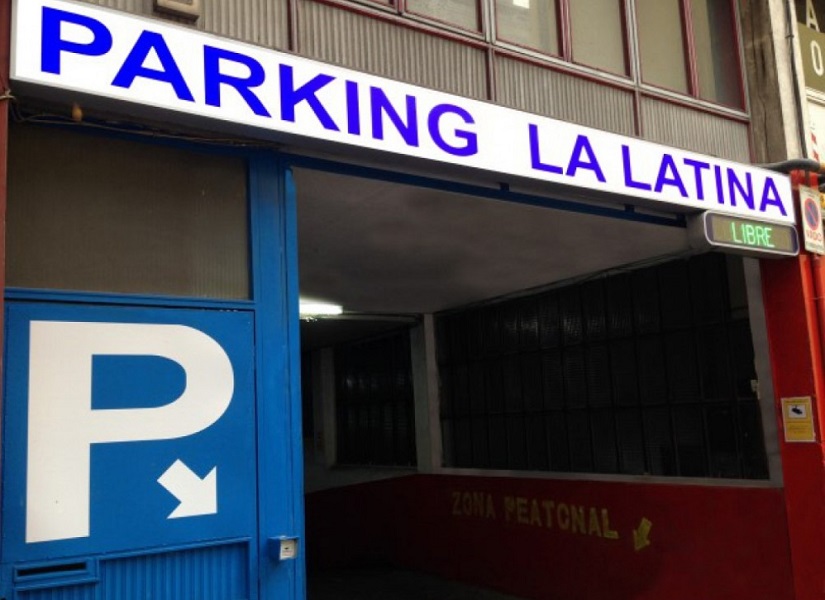 PARKING LA LATINA
LIBRE
P
ZONA PEATONAL
A
O